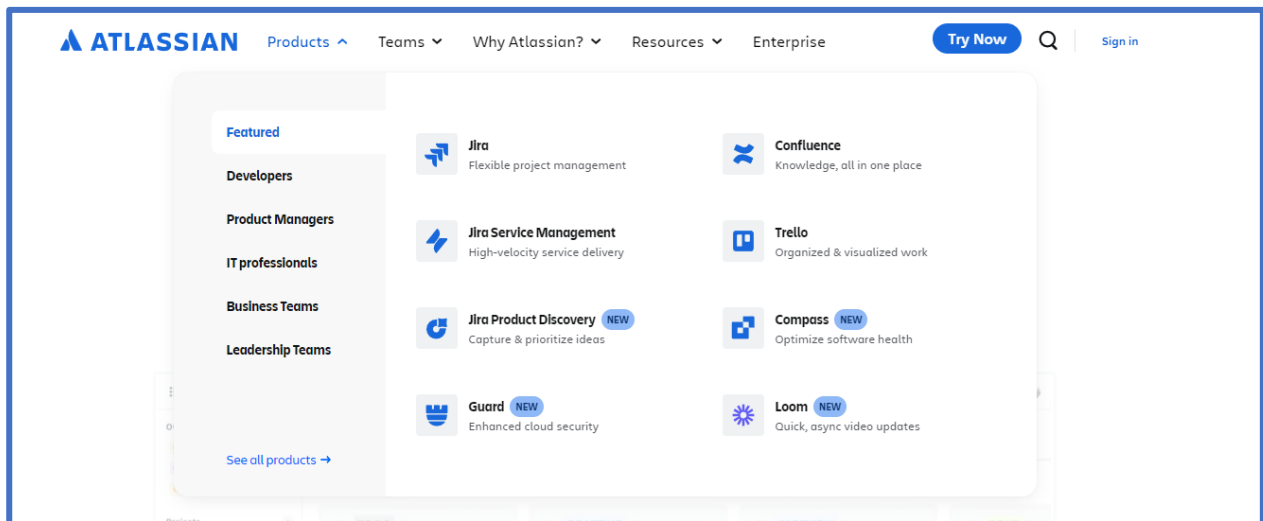 ATLASSIAN Products Teams Why Atlassian? Resources Enterprise Try Now Sign in
Featured
Developers
Product Managers
IT professionals
Business Teams
Leadership Teams
See all products →
Jira
Flexible project management
Confluence
Knowledge, all in one place
Jira Service Management
High-velocity service delivery
Trello
Organized & visualized work
Jira Product Discovery NEW
Capture & prioritize ideas
Compass NEW
Optimize software health
Guard NEW
Enhanced cloud security
Loom NEW
Quick, async video updates